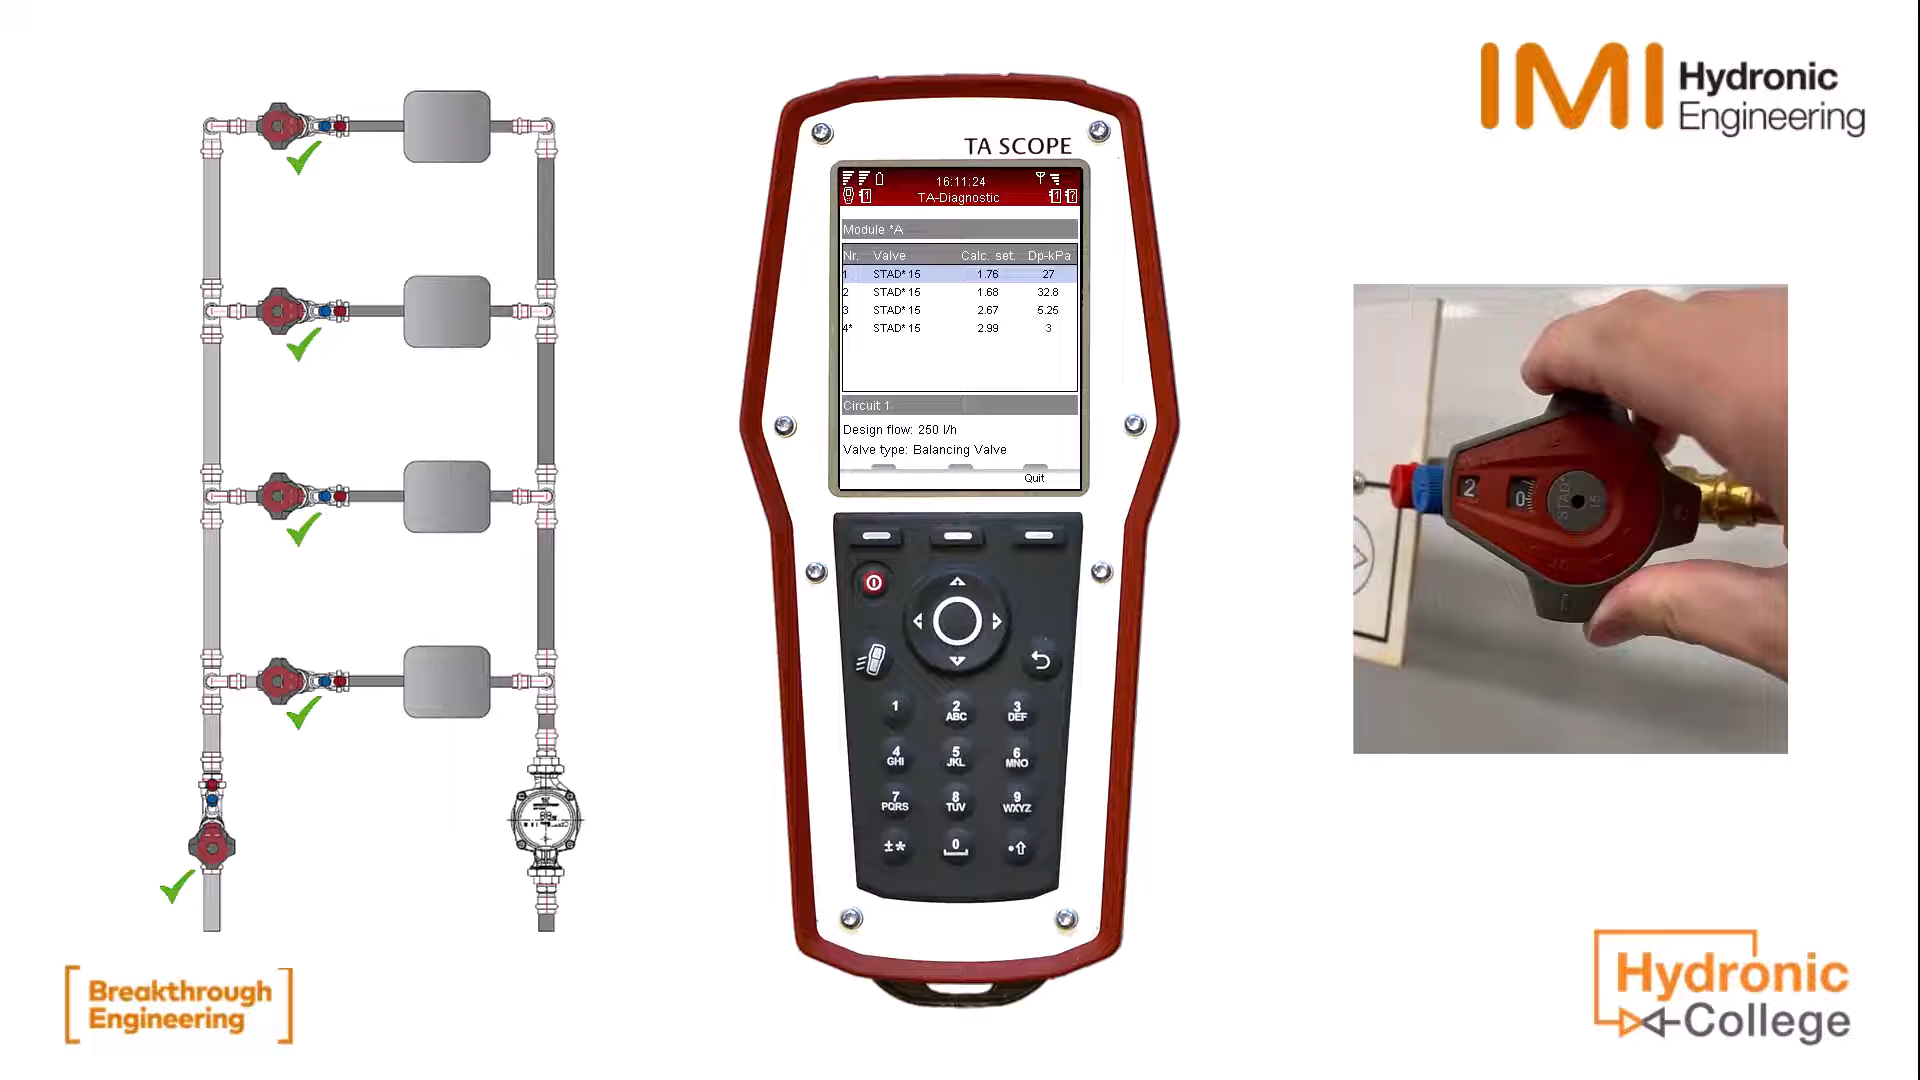 IMI Hydronic
Engineering
TA SCOPE
16:11:24
TA-Diagnostic
Module *A
Nr. Valve Calc. set. Dp-kPa
1 STAD* 15 1.76 27
2 STAD* 15 1.68 32.8
3 STAD* 15 2.67 5.25
4* STAD* 15 2.99 3
Circuit 1
Design flow: 250 l/h
Valve type: Balancing Valve
Quit
1 2 3
ABC DEF
4 5 6
GHI JKL MNO
7 8 9
PQRS TUV WXYZ
±* 0
2 0
STAD*
15
Breakthrough
Engineering
Hydronic
College